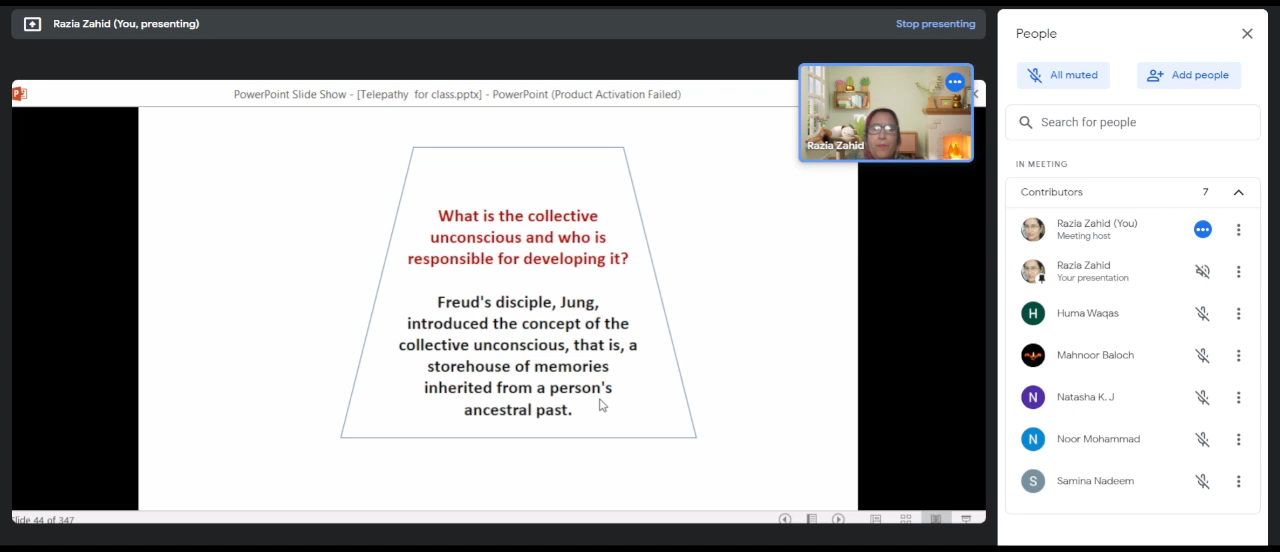 Razia Zahid (You, presenting)
Stop presenting
PowerPoint Slide Show - [Telepathy for class.pptx] - PowerPoint (Product Activation Failed)
Razia Zahid
What is the collective
unconscious and who is
responsible for developing it?
Freud's disciple, Jung,
introduced the concept of the
collective unconscious, that is, a
storehouse of memories
inherited from a person's
ancestral past.
Slide 44 of 347
People
All muted
Add people
Search for people
IN MEETING
Contributors
7
Razia Zahid (You)
Meeting host
Razia Zahid
Your presentation
H
Huma Waqas
Mahnoor Baloch
N
Natasha K. J
N
Noor Mohammad
S
Samina Nadeem